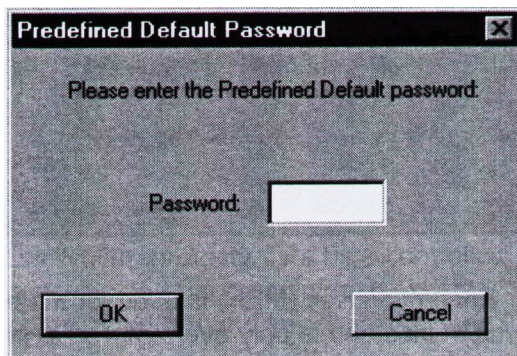 Predefined Default Password
Please enter the Predefined Default password:
Password:
OK
Cancel